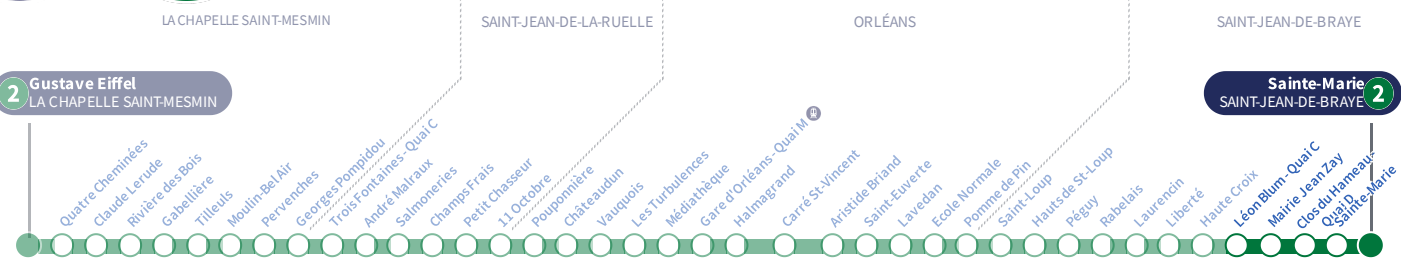 LA CHAPELLE SAINT-MESMIN
SAINT-JEAN-DE-LA-RUELLE
ORLÉANS
SAINT-JEAN-DE-BRAYE
2
Gustave Eiffel
LA CHAPELLE SAINT-MESMIN
Sainte-Marie
SAINT-JEAN-DE-BRAYE
2
Quatre Cheminées
Claude Lerude
Rivière des Bois
Gabellière
Tilleuls
Moulin-Bel Air
Pervenches
Georges Pompidou
Trois Fontaines - Quai C
André Malraux
Salmoneries
Champs Frais
Petit Chasseur
11 Octobre
Pouponnière
Châteaudun
Vauquois
Les Turbulences
Médiathèque
Gare d'Orléans - Quai M
Halmagrand
Carré St-Vincent
Aristide Briand
Saint-Euverte
Lavedan
Ecole Normale
Pomme de Pin
Saint-Loup
Hauts de St-Loup
Péguy
Rabelais
Laurencin
Liberté
Haute Croix
Léon Blum - Quai C
Mairie Jean Zay
Clos du Hameau -
Quai D
Sainte-Marie